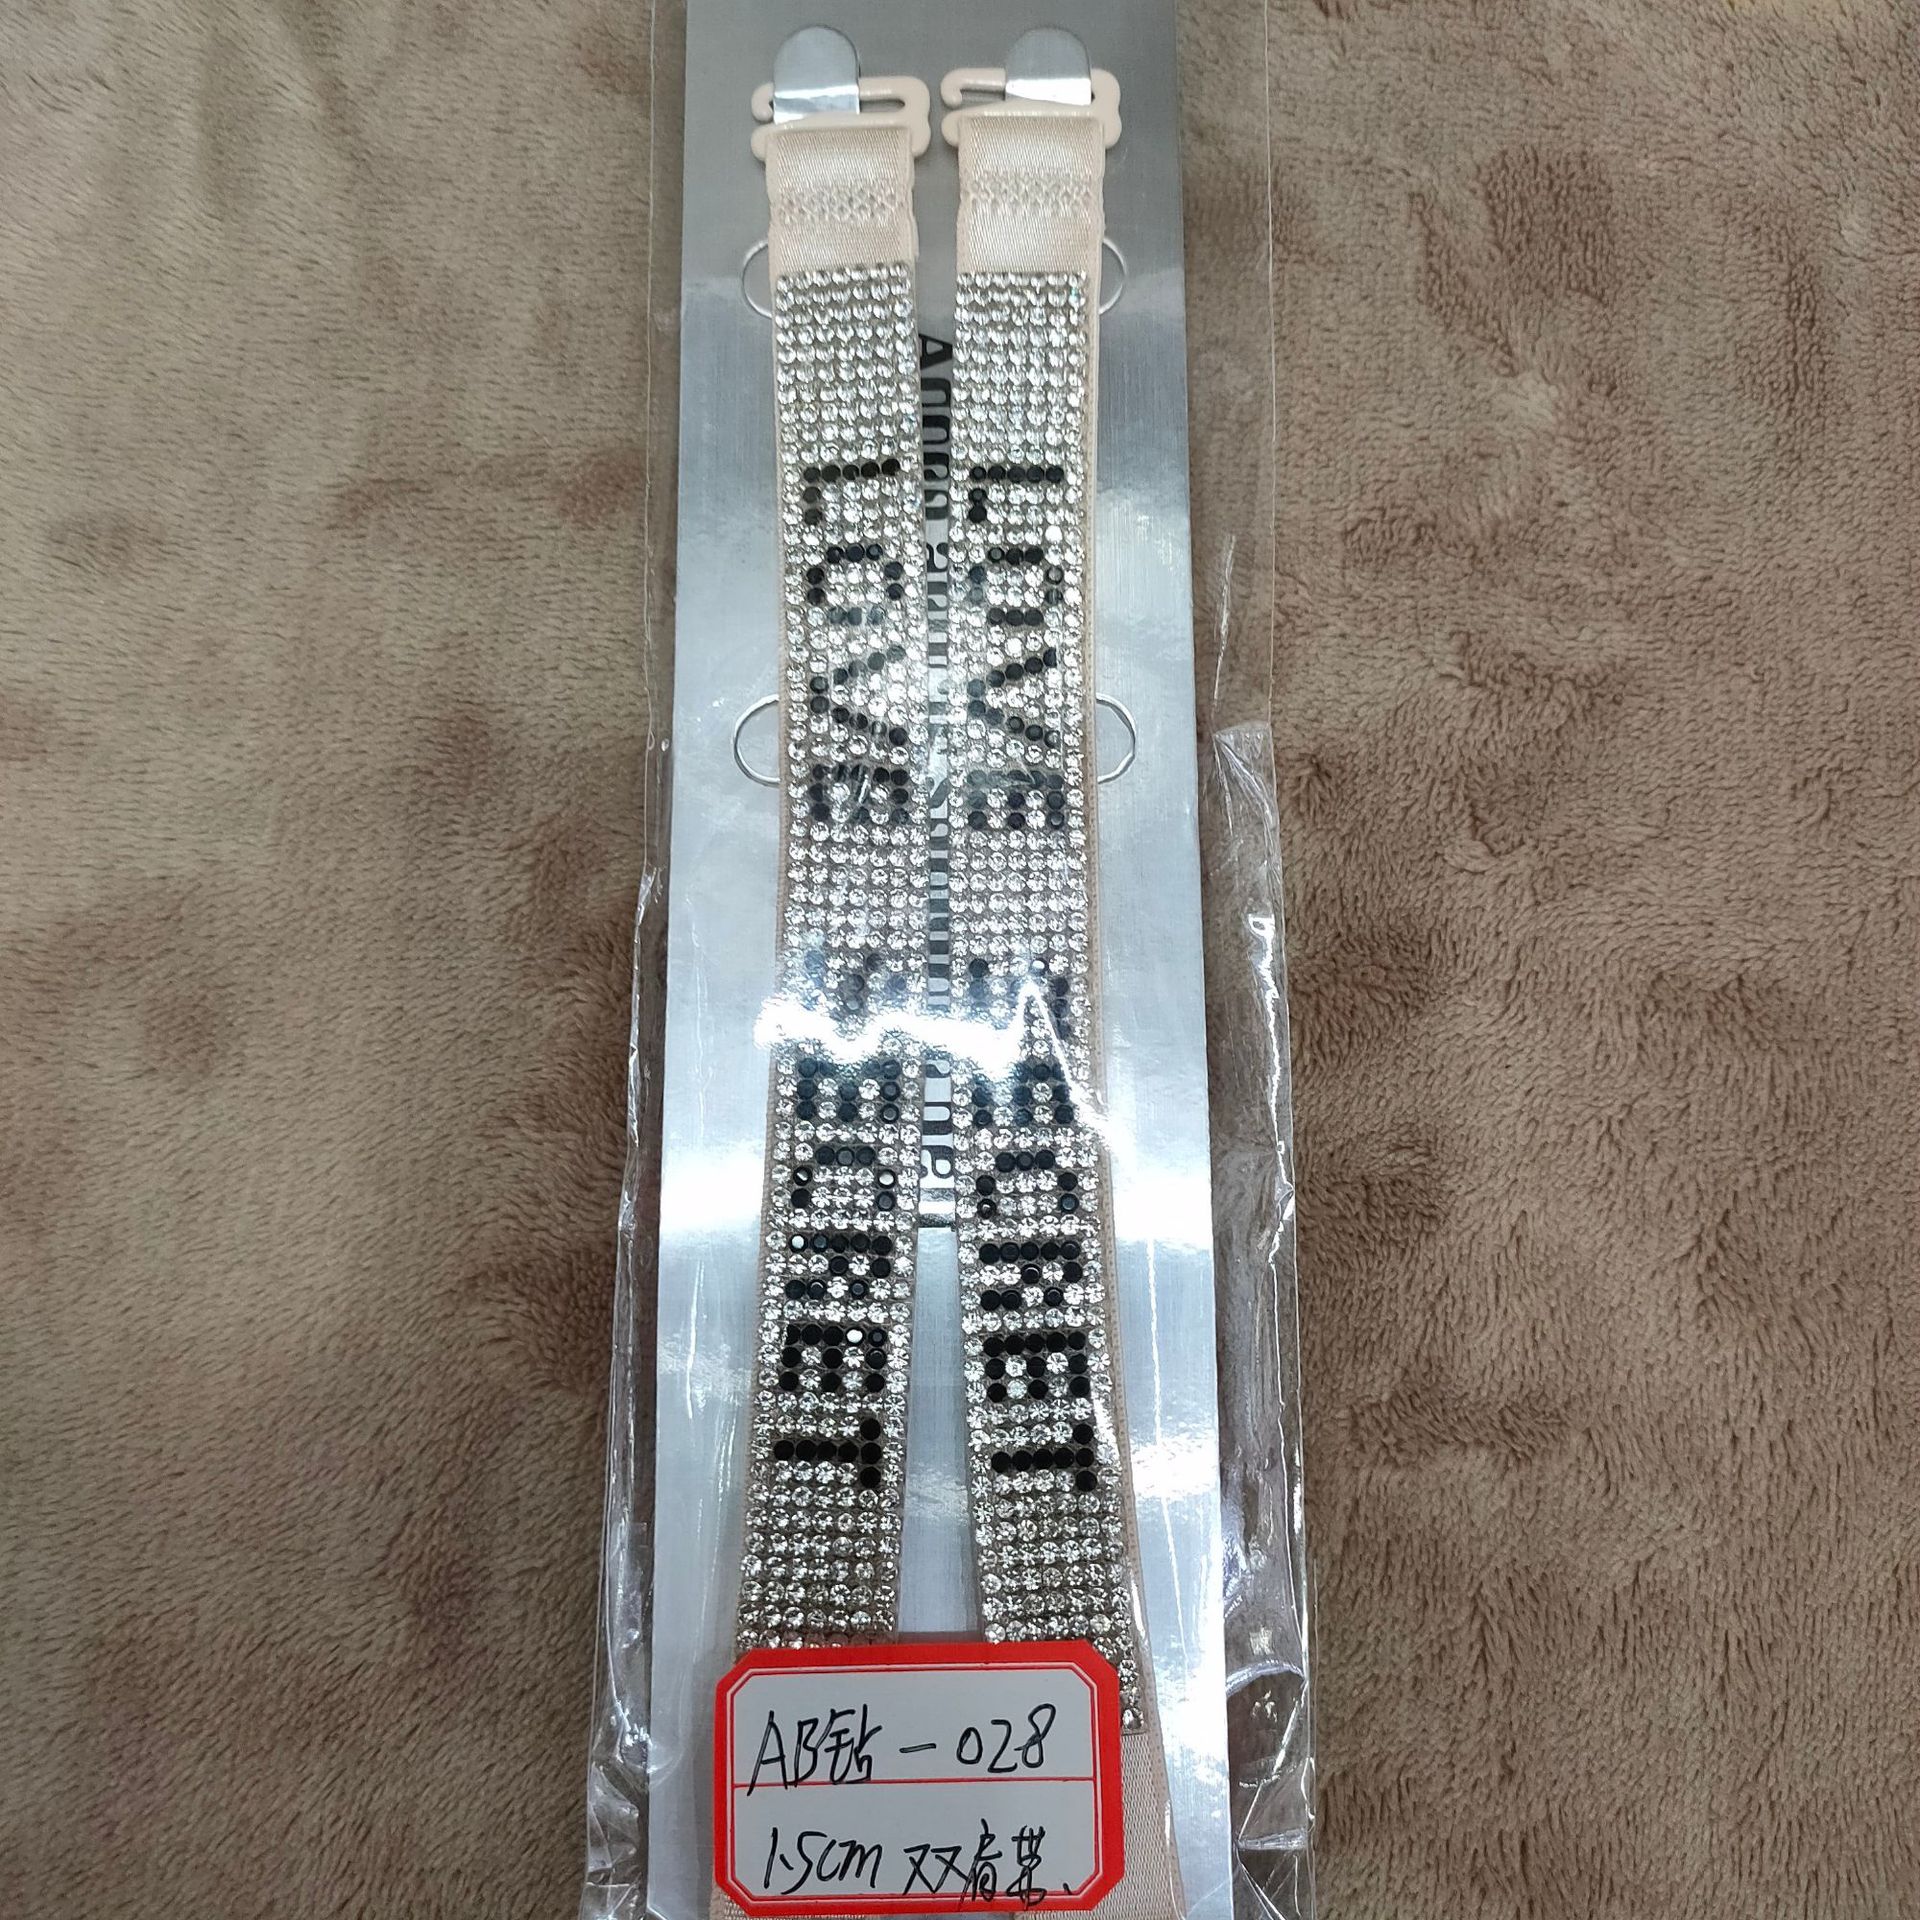 LOVE SECRET
LOVE SECRET
AB钻-028
1.5cm 双肩带、